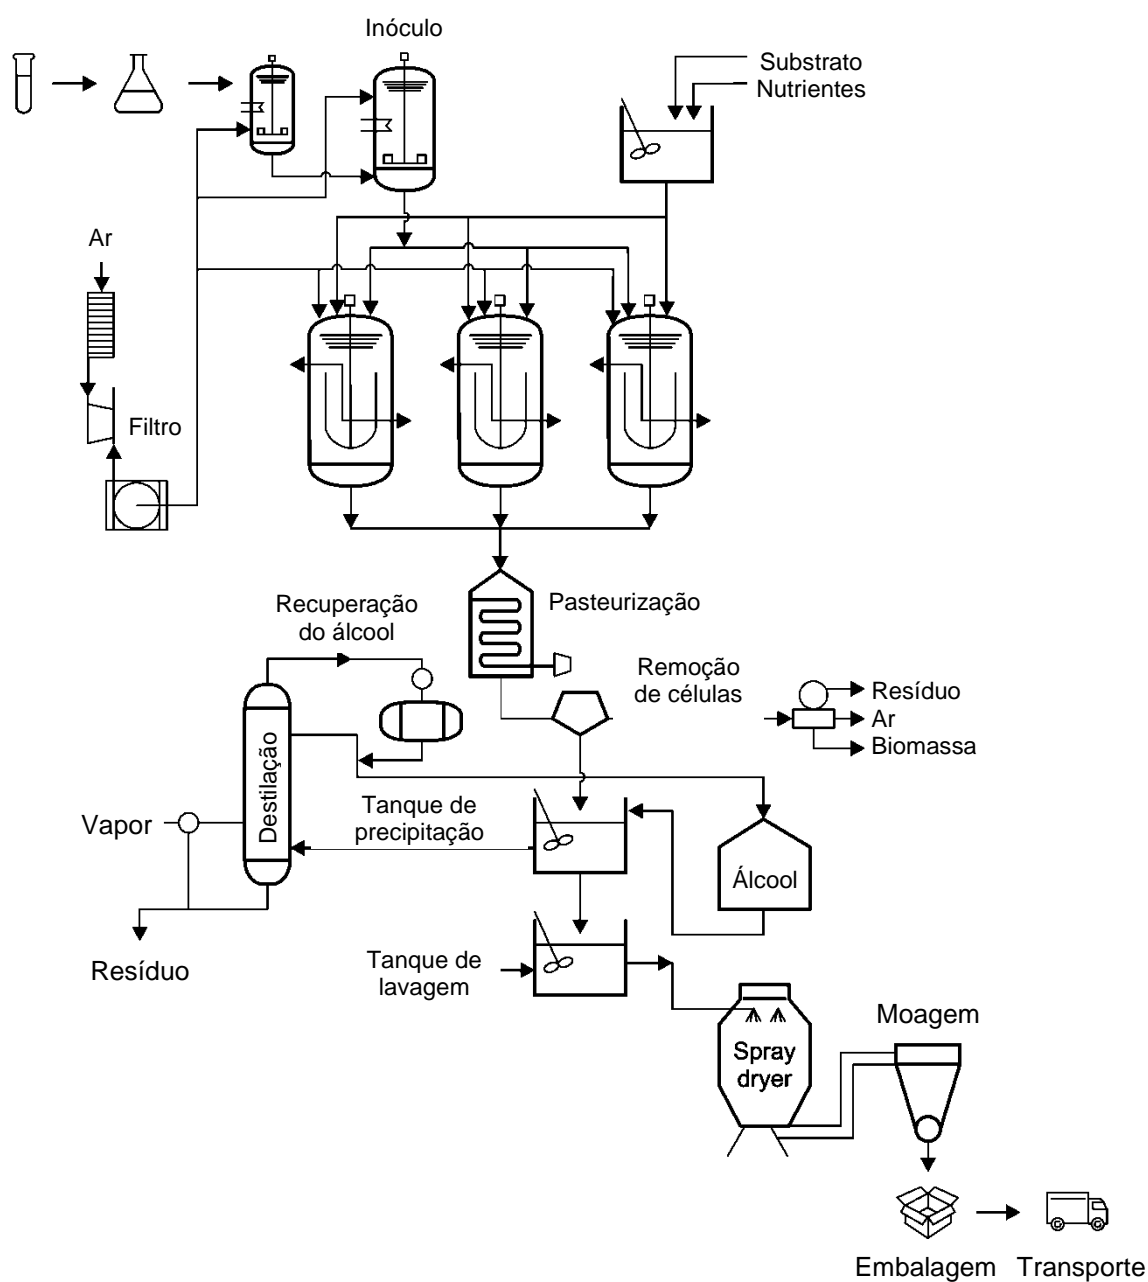 Inóculo
Substrato
Nutrientes
Ar
Filtro
Pasteurização
Recuperação
do álcool
Remoção
de células
Resíduo
Ar
Biomassa
Destilação
Vapor
Tanque de
precipitação
Álcool
Resíduo
Tanque de
lavagem
Spray
dryer
Moagem
Embalagem
Transporte